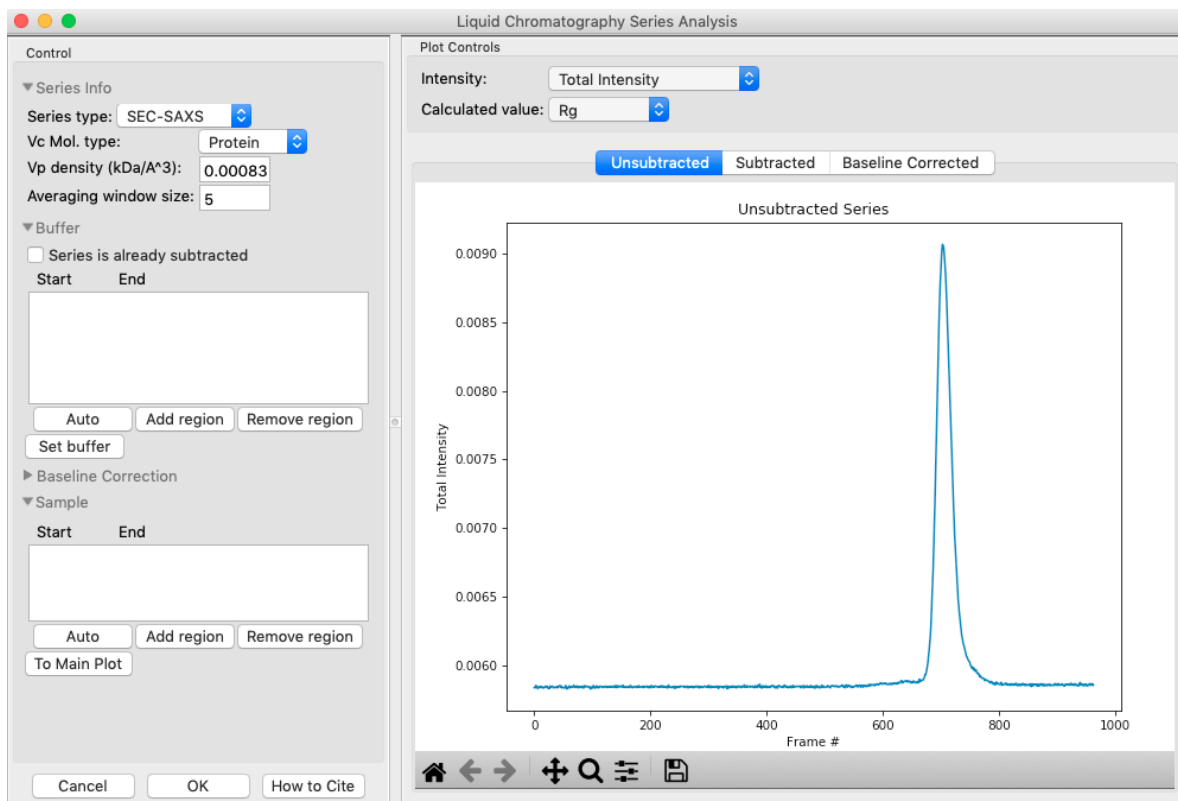 Liquid Chromatography Series Analysis
Control
Series Info
Series type: SEC-SAXS
Vc Mol. type: Protein
Vp density (kDa/A^3): 0.00083
Averaging window size: 5
Buffer
Series is already subtracted
Start End
Auto Add region Remove region
Set buffer
Baseline Correction
Sample
Start End
Auto Add region Remove region
To Main Plot
Cancel OK How to Cite
Plot Controls
Intensity: Total Intensity
Calculated value: Rg
Unsubtracted Subtracted Baseline Corrected
Unsubtracted Series
Total Intensity
0.0090
0.0085
0.0080
0.0075
0.0070
0.0065
0.0060
0 200 400 600 800 1000
Frame #